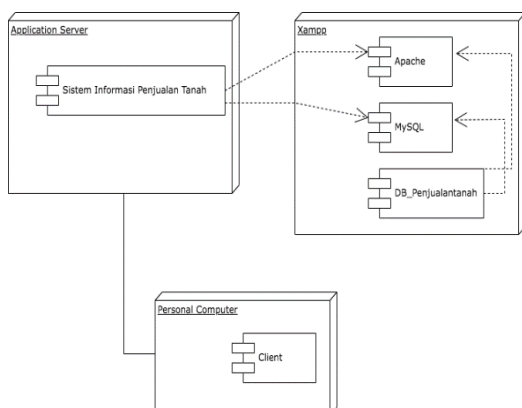 Application Server
Sistem Informasi Penjualan Tanah
Xampp
Apache
MySQL
DB_Penjualantanah
Personal Computer
Client